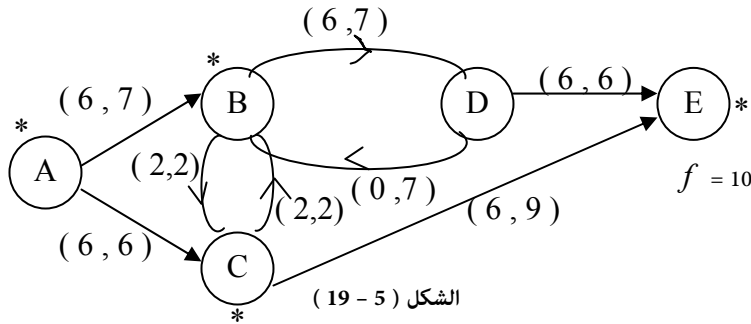 ( 6 ,7 )
*
*
B
D
( 6 , 6 )
E
*
( 6 , 7 )
A
( 2,2)
( 2,2)
( 0,7 )
f = 10
( 6 , 9 )
( 6 , 6 )
C
*
الشكل ( 5 - 19 )